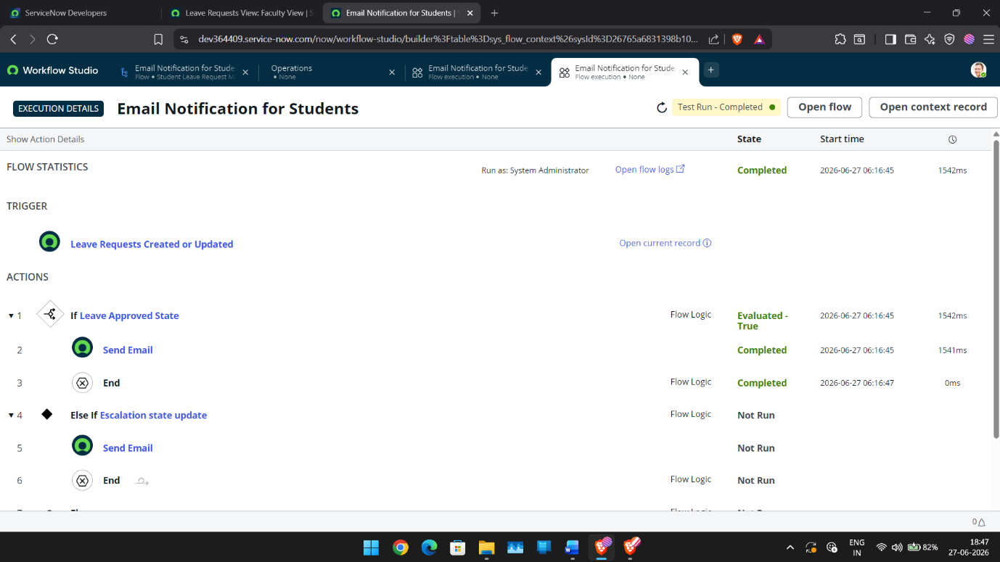 ServiceNow Developers
Leave Requests View: Faculty View | S
Email Notification for Students |
dev364409.service-now.com/now/workflow-studio/builder%3Ftable%3Dsys_flow_context%26sysId%3D26765a6831398b10...
Workflow Studio
Email Notification for Stude
Flow • Student Leave Request M
Operations
• None
Email Notification for Stude
Flow execution • None
Email Notification for Stude
Flow execution • None
EXECUTION DETAILS
Email Notification for Students
Test Run - Completed
Open flow
Open context record
Show Action Details
State
Start time
FLOW STATISTICS
Run as: System Administrator
Open flow logs
Completed
2026-06-27 06:16:45
1542ms
TRIGGER
Leave Requests Created or Updated
Open current record
ACTIONS
1 If Leave Approved State Flow Logic Evaluated - True 2026-06-27 06:16:45 1542ms
2 Send Email Completed 2026-06-27 06:16:45 1541ms
3 End Flow Logic Completed 2026-06-27 06:16:47 0ms
4 Else If Escalation state update Flow Logic Not Run
5 Send Email Not Run
6 End Flow Logic Not Run
0
ENG
IN
82%
18:47
27-06-2026